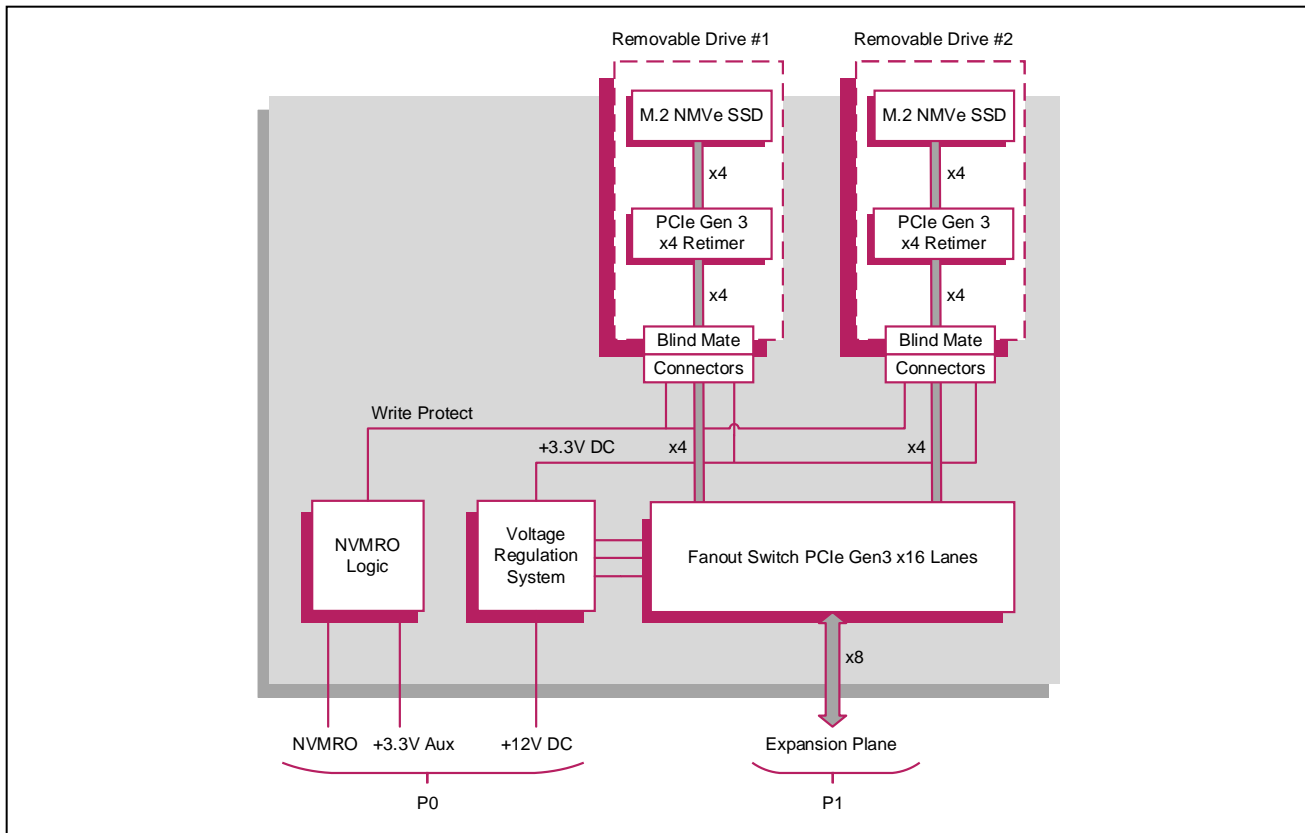 Removable Drive #1
Removable Drive #2
M.2 NMVe SSD
M.2 NMVe SSD
x4
x4
PCIe Gen 3
x4 Retimer
PCIe Gen 3
x4 Retimer
x4
x4
Blind Mate
Connectors
Blind Mate
Connectors
Write Protect
+3.3V DC
x4
x4
NVMRO
Logic
Voltage
Regulation
System
Fanout Switch PCIe Gen3 x16 Lanes
x8
NVMRO
+3.3V Aux
+12V DC
Expansion Plane
P0
P1